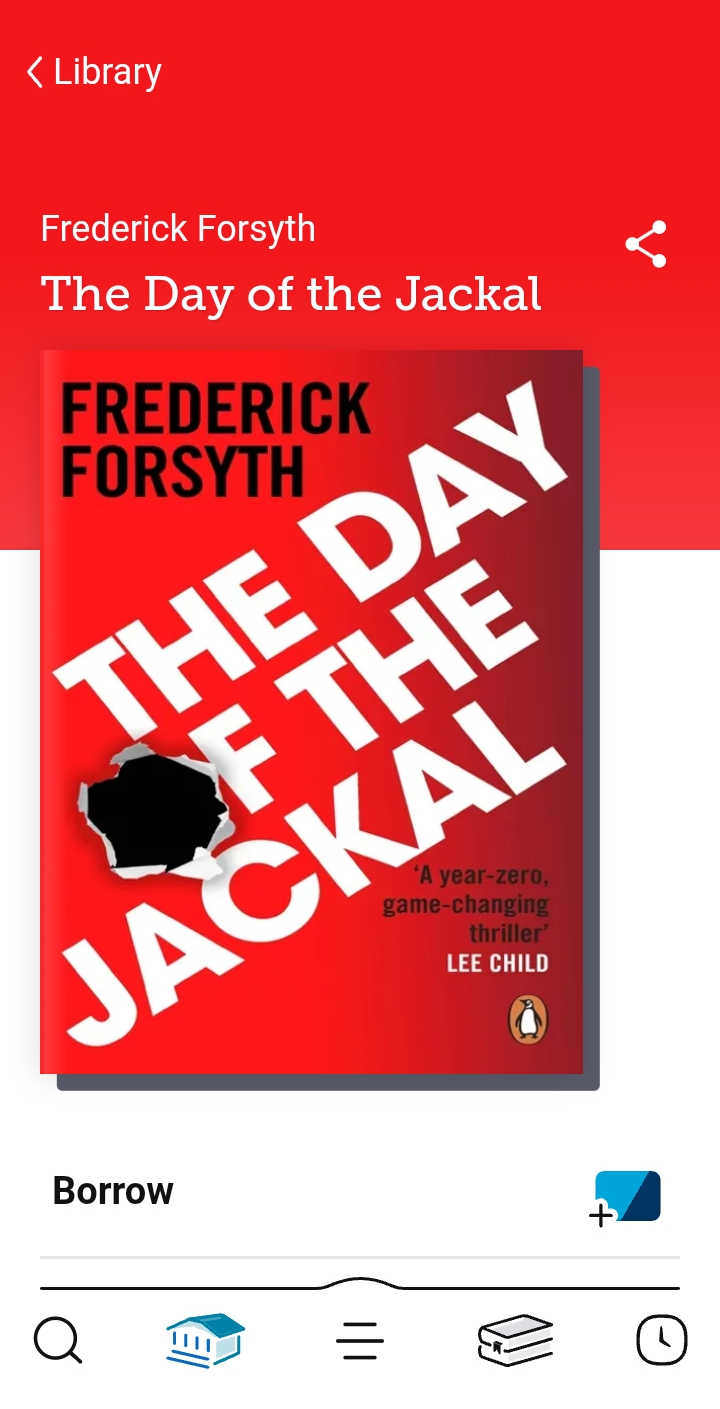 Library
Frederick Forsyth
The Day of the Jackal
FREDERICK
FORSYTH
THE DAY
F THE
JACKAL
‘A year-zero,
game-changing
thriller’
LEE CHILD
Borrow